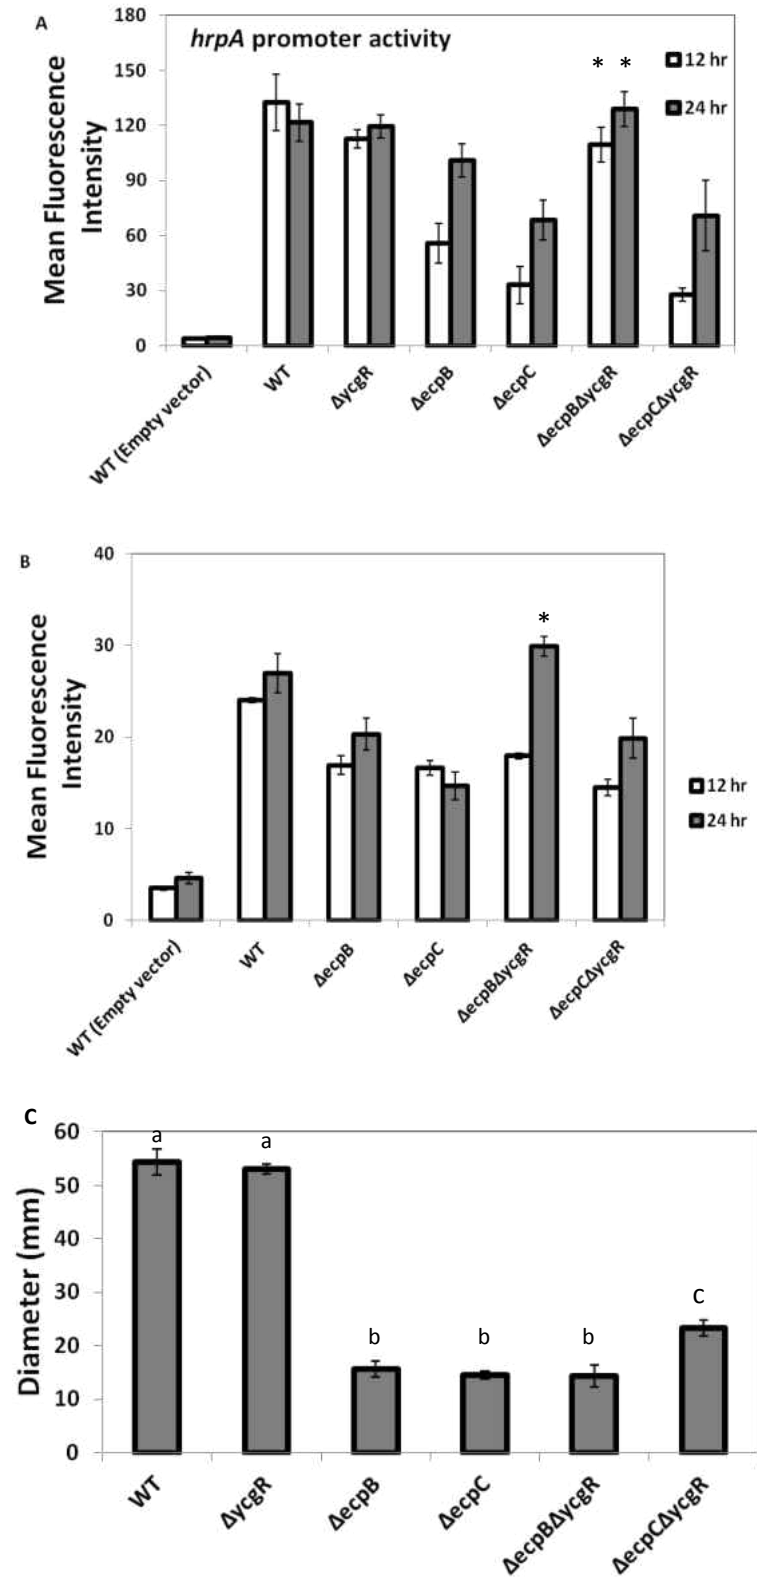 A
hrpA promoter activity
Mean Fluorescence
Intensity
180
150
120
90
60
30
0
* *
12 hr
24 hr
WT (Empty vector)
WT
ΔycgR
ΔecpB
ΔecpC
ΔecpBΔycgR
ΔecpCΔycgR
B
Mean Fluorescence
Intensity
40
30
20
10
0
*
12 hr
24 hr
WT (Empty vector)
WT
ΔecpB
ΔecpC
ΔecpBΔycgR
ΔecpCΔycgR
C
Diameter (mm)
60
50
40
30
20
10
0
a
a
b
b
b
c
WT
ΔycgR
ΔecpB
ΔecpC
ΔecpBΔycgR
ΔecpCΔycgR